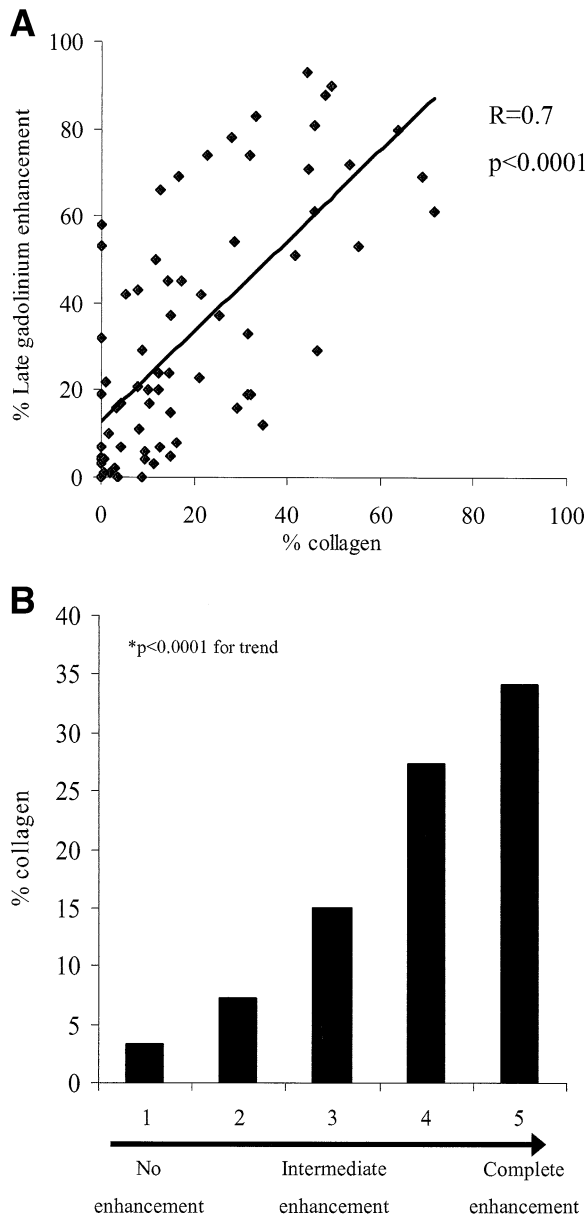 A
% Late gadolinium enhancement
100
80
60
40
20
0
R=0.7
p<0.0001
0 20 40 60 80 100
% collagen
B
% collagen
40
35
30
25
20
15
10
5
0
*p<0.0001 for trend
1 2 3 4 5
No Intermediate Complete
enhancement enhancement enhancement